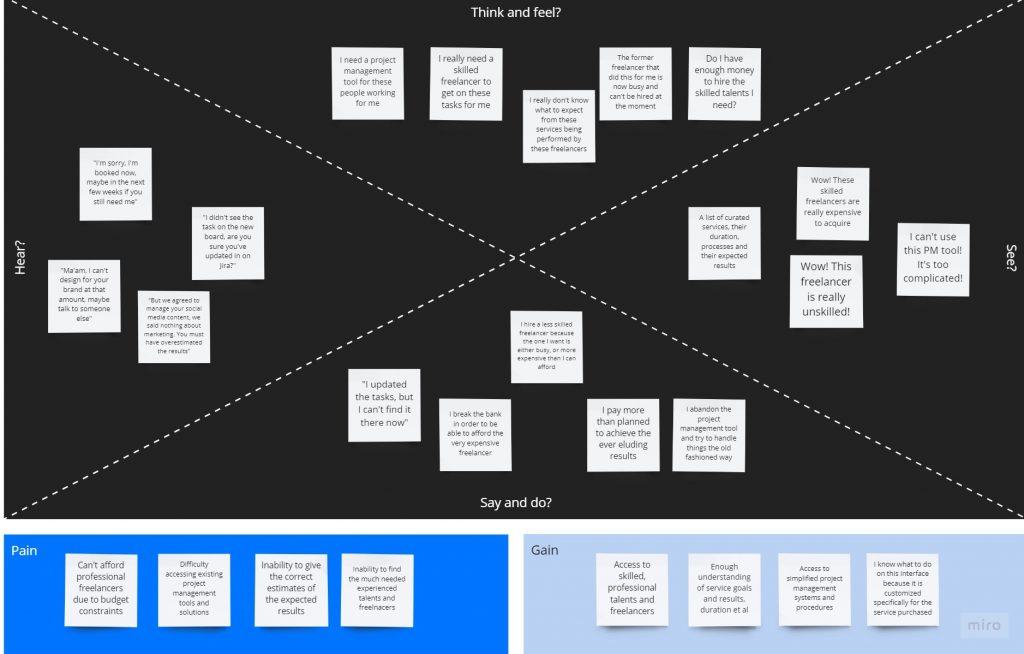 Think and feel?
I need a project
management
tool for these
people working
for me
I really need a
skilled
freelancer to
get on these
tasks for me
I really don't know
what to expect
from these
services being
performed by
these freelancers
The former
freelancer that
did this for me is
now busy and
can't be hired at
the moment
Do I have
enough money
to hire the
skilled talents I
need?
Hear?
"I'm sorry, I'm
booked now,
maybe in the next
few weeks if you
still need me"
"I didn't see the
task on the new
board, are you
sure you've
updated in on
Jira?"
"Ma'am, I can't
design for your
brand at that
amount, maybe
talk to someone
else"
"But we agreed to
manage your social
media content, we
said nothing about
marketing. You must
have overestimated
the results"
See?
A list of curated
services, their
duration,
processes and
their expected
results
Wow! These
skilled
freelancers are
really expensive
to acquire
Wow! This
freelancer
is really
unskilled!
I can't use
this PM tool!
It's too
complicated!
I hire a less skilled
freelancer because
the one I want is
either busy, or more
expensive than I can
afford
"I updated
the tasks, but
I can't find it
there now"
I break the bank
in order to be
able to afford the
very expensive
freelancer
I pay more
than planned
to achieve the
ever eluding
results
I abandon the
project
management tool
and try to handle
things the old
fashioned way
Say and do?
Pain
Can't afford
professional
freelancers
due to budget
constraints
Difficulty
accessing existing
project
management
tools and
solutions
Inability to give
the correct
estimates of
the expected
results
Inability to find
the much needed
experienced
talents and
freelnacers
Gain
Access to
skilled,
professional
talents and
freelancers
Enough
understanding
of service goals
and results,
duration et al
Access to
simplified project
management
systems and
procedures
I know what to do
on this interface
because it is
customized
specifically for the
service purchased
miro